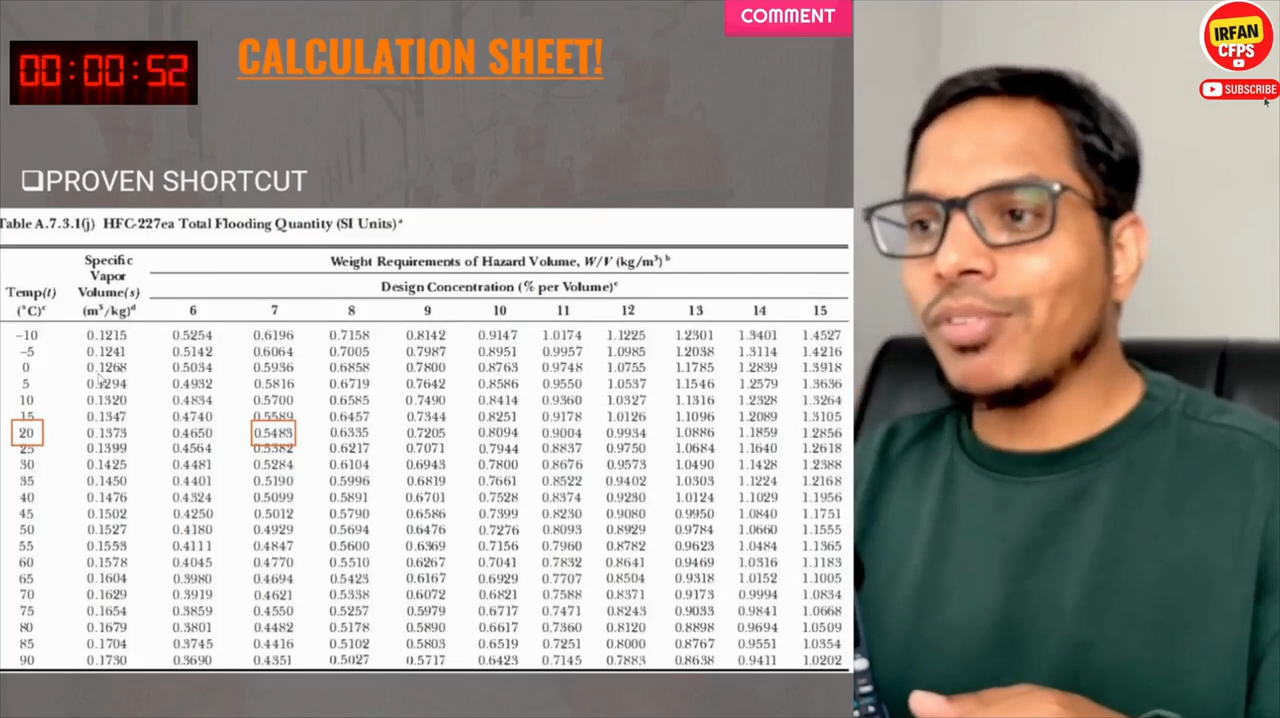 COMMENT
IRFAN
CFPS
SUBSCRIBE
00:00:52
CALCULATION SHEET!
❑PROVEN SHORTCUT
Table A.7.3.1(j) HFC-227ea Total Flooding Quantity (SI Units)ᵃ
Specific Vapor Volume(s) (m³/kg)ᵈ
Weight Requirements of Hazard Volume, W/V (kg/m³) ᵇ
Temp(t) (°C)ᶜ
Design Concentration (% per Volume)ᵉ
6 7 8 9 10 11 12 13 14 15
−10 0.1215 0.5254 0.6196 0.7158 0.8142 0.9147 1.0174 1.1225 1.2301 1.3401 1.4527
−5 0.1241 0.5142 0.6064 0.7005 0.7987 0.8951 0.9957 1.0985 1.2038 1.3114 1.4216
0 0.1268 0.5034 0.5936 0.6858 0.7800 0.8763 0.9748 1.0755 1.1785 1.2839 1.3918
5 0.1294 0.4932 0.5816 0.6719 0.7642 0.8586 0.9550 1.0537 1.1546 1.2579 1.3636
10 0.1320 0.4834 0.5700 0.6585 0.7490 0.8414 0.9360 1.0327 1.1316 1.2328 1.3264
15 0.1347 0.4740 0.5589 0.6457 0.7344 0.8251 0.9178 1.0126 1.1096 1.2089 1.3105
20 0.1373 0.4650 0.5483 0.6335 0.7205 0.8094 0.9004 0.9934 1.0886 1.1859 1.2856
25 0.1399 0.4564 0.5382 0.6217 0.7071 0.7944 0.8837 0.9750 1.0684 1.1640 1.2618
30 0.1425 0.4481 0.5284 0.6104 0.6943 0.7800 0.8676 0.9573 1.0490 1.1428 1.2388
35 0.1450 0.4401 0.5190 0.5996 0.6819 0.7661 0.8522 0.9402 1.0303 1.1224 1.2168
40 0.1476 0.4324 0.5099 0.5891 0.6701 0.7528 0.8374 0.9230 1.0124 1.1029 1.1956
45 0.1502 0.4250 0.5012 0.5790 0.6586 0.7399 0.8230 0.9080 0.9950 1.0840 1.1751
50 0.1527 0.4180 0.4929 0.5694 0.6476 0.7276 0.8093 0.8929 0.9784 1.0660 1.1555
55 0.1553 0.4111 0.4847 0.5600 0.6369 0.7156 0.7960 0.8782 0.9623 1.0484 1.1365
60 0.1578 0.4045 0.4770 0.5510 0.6267 0.7041 0.7832 0.8641 0.9469 1.0316 1.1183
65 0.1604 0.3980 0.4694 0.5423 0.6167 0.6929 0.7707 0.8504 0.9318 1.0152 1.1005
70 0.1629 0.3919 0.4621 0.5338 0.6072 0.6821 0.7588 0.8371 0.9173 0.9994 1.0834
75 0.1654 0.3859 0.4550 0.5257 0.5979 0.6717 0.7471 0.8243 0.9033 0.9841 1.0668
80 0.1679 0.3801 0.4482 0.5178 0.5890 0.6617 0.7360 0.8120 0.8898 0.9694 1.0509
85 0.1704 0.3745 0.4416 0.5102 0.5803 0.6519 0.7251 0.8000 0.8767 0.9551 1.0354
90 0.1730 0.3690 0.4351 0.5027 0.5717 0.6423 0.7145 0.7883 0.8638 0.9411 1.0202